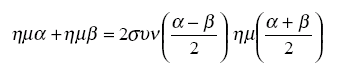 ημα + ημβ = 2συν((α − β)/2) ημ((α + β)/2)